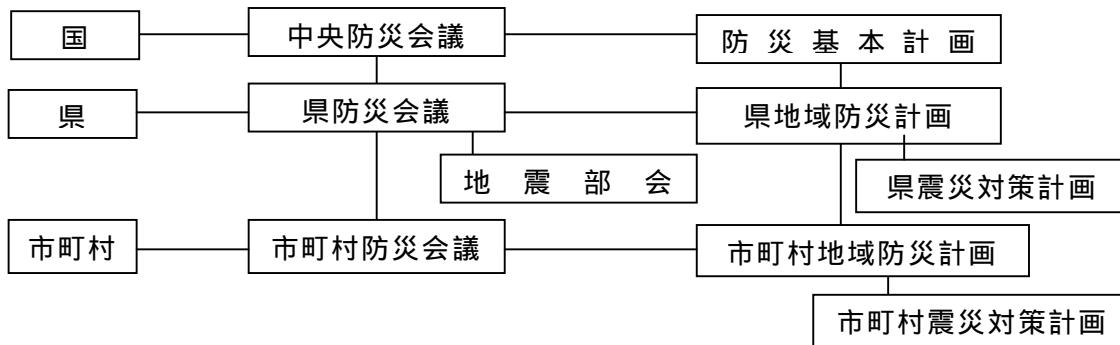 国 中央防災会議 防災基本計画
県 県防災会議 県地域防災計画
地震部会 県震災対策計画
市町村 市町村防災会議 市町村地域防災計画
市町村震災対策計画